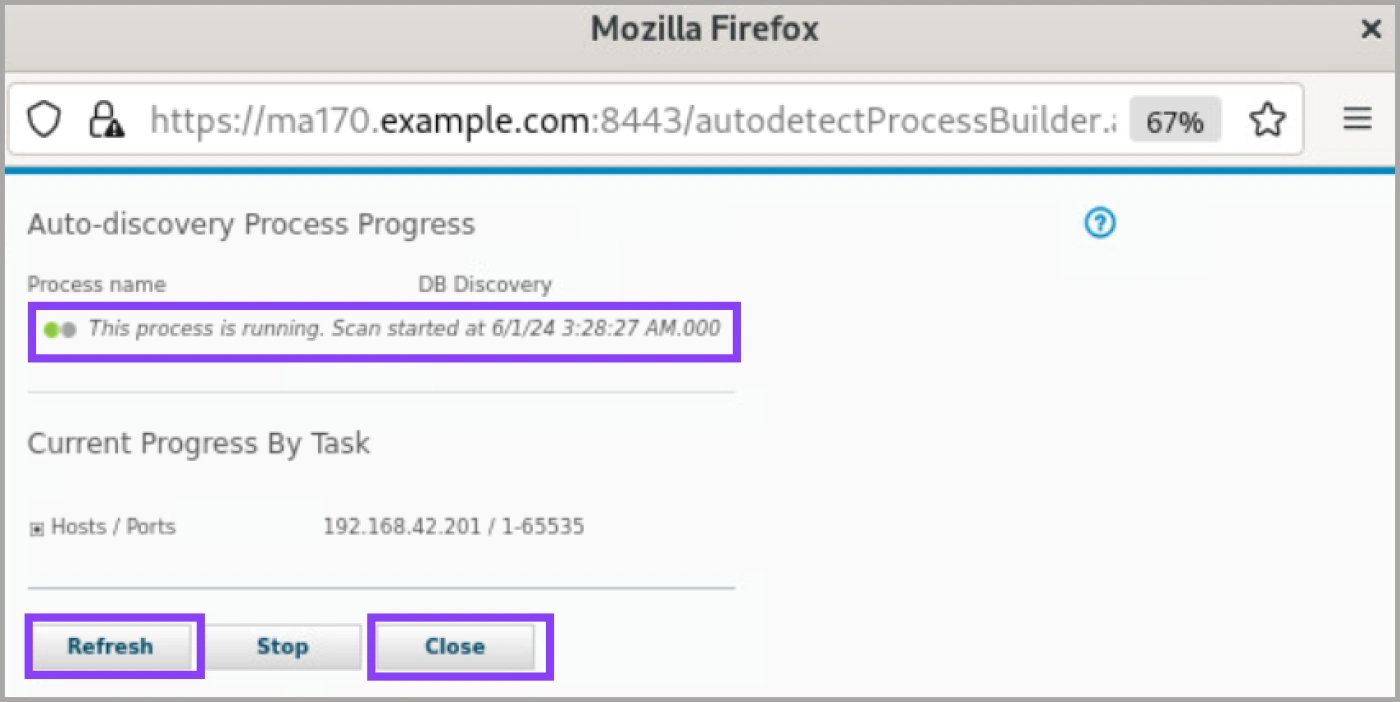 Mozilla Firefox
https://ma170.example.com:8443/autodetectProcessBuilder. 67%
Auto-discovery Process Progress
Process name DB Discovery
This process is running. Scan started at 6/1/24 3:28:27 AM.000
Current Progress By Task
Hosts / Ports 192.168.42.201 / 1-65535
Refresh Stop Close